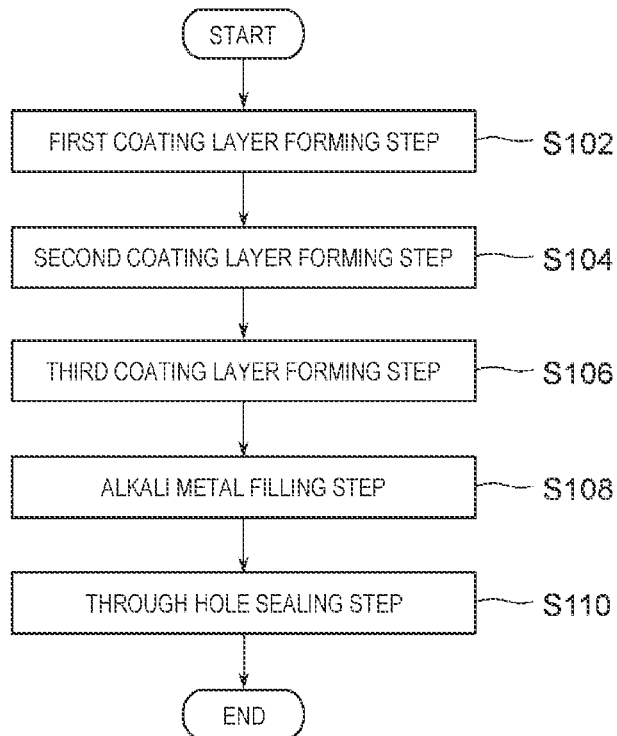 START
FIRST COATING LAYER FORMING STEP
S102
SECOND COATING LAYER FORMING STEP
S104
THIRD COATING LAYER FORMING STEP
S106
ALKALI METAL FILLING STEP
S108
THROUGH HOLE SEALING STEP
S110
END